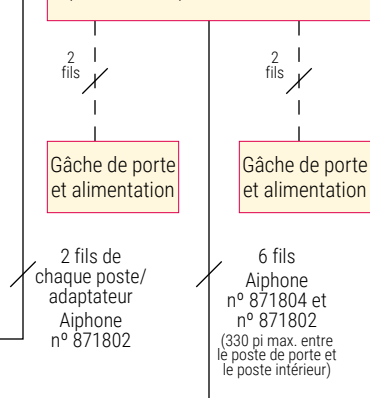 2
fils
2
fils
Gâche de porte
et alimentation
Gâche de porte
et alimentation
2 fils de
chaque poste/
adaptateur
Aiphone
nº 871802
6 fils
Aiphone
nº 871804 et
nº 871802
(330 pi max. entre
le poste de porte et
le poste intérieur)